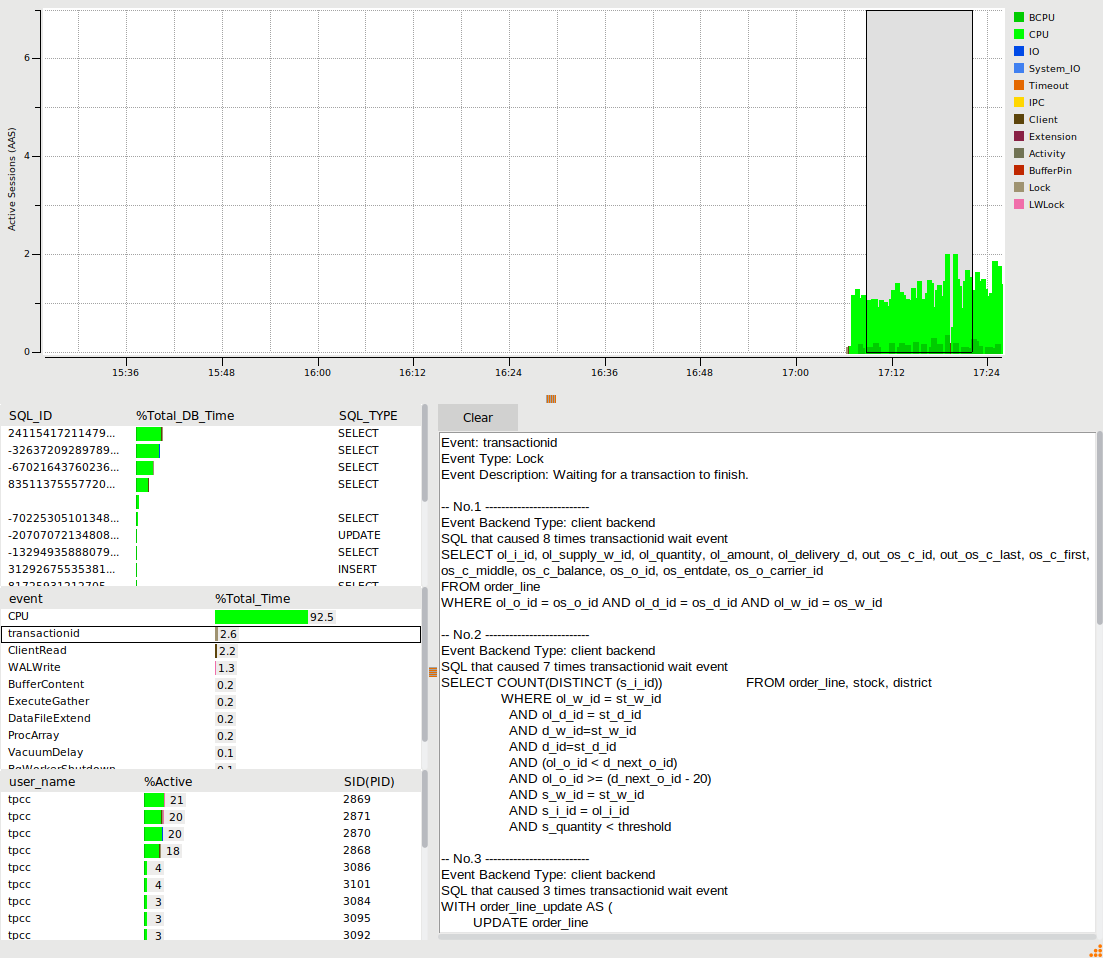 6
4
2
0
Active Sessions (AAS)
15:36
15:48
16:00
16:12
16:24
16:36
16:48
17:00
17:12
17:24
BCPU
CPU
IO
System_IO
Timeout
IPC
Client
Extension
Activity
BufferPin
Lock
LWLock
SQL_ID %Total_DB_Time SQL_TYPE
24115417211479... SELECT
-32637209289789... SELECT
-67021643760236... SELECT
83511375557720... SELECT
-70225305101348... SELECT
-20707072134808... UPDATE
-13294935888079... SELECT
31292675535381... INSERT
81725931212705 SELECT
event %Total_Time
CPU 92.5
transactionid 2.6
ClientRead 2.2
WALWrite 1.3
BufferContent 0.2
ExecuteGather 0.2
DataFileExtend 0.2
ProcArray 0.2
VacuumDelay 0.1
BgWorkerShutdown 0.1
user_name %Active SID(PID)
tpcc 21 2869
tpcc 20 2871
tpcc 20 2870
tpcc 18 2868
tpcc 4 3086
tpcc 4 3101
tpcc 3 3084
tpcc 3 3095
tpcc 3 3092
Clear
Event: transactionid
Event Type: Lock
Event Description: Waiting for a transaction to finish.
-- No.1 --------------------------
Event Backend Type: client backend
SQL that caused 8 times transactionid wait event
SELECT ol_i_id, ol_supply_w_id, ol_quantity, ol_amount, ol_delivery_d, out_os_c_id, out_os_c_last, os_c_first,
os_c_middle, os_c_balance, os_o_id, os_entdate, os_o_carrier_id
FROM order_line
WHERE ol_o_id = os_o_id AND ol_d_id = os_d_id AND ol_w_id = os_w_id
-- No.2 --------------------------
Event Backend Type: client backend
SQL that caused 7 times transactionid wait event
SELECT COUNT(DISTINCT (s_i_id)) FROM order_line, stock, district
WHERE ol_w_id = st_w_id
AND ol_d_id = st_d_id
AND d_w_id=st_w_id
AND d_id=st_d_id
AND (ol_o_id < d_next_o_id)
AND ol_o_id >= (d_next_o_id - 20)
AND s_w_id = st_w_id
AND s_i_id = ol_i_id
AND s_quantity < threshold
-- No.3 --------------------------
Event Backend Type: client backend
SQL that caused 3 times transactionid wait event
WITH order_line_update AS (
UPDATE order_line